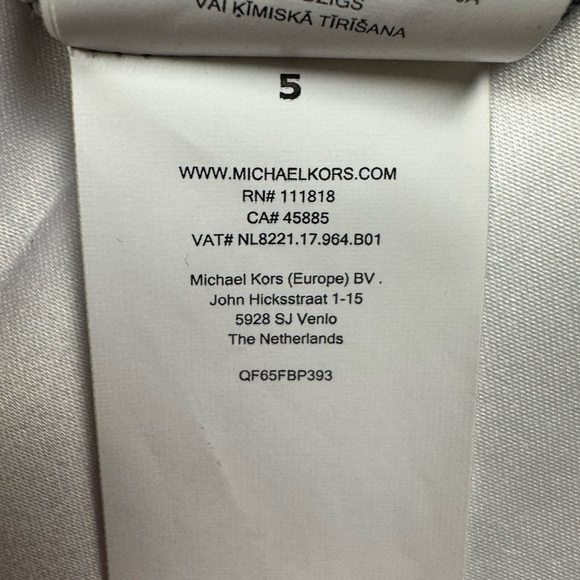 VAI ĶĪMISKĀ TĪRĪŠANA
5
WWW.MICHAELKORS.COM
RN# 111818
CA# 45885
VAT# NL8221.17.964.B01
Michael Kors (Europe) BV .
John Hicksstraat 1-15
5928 SJ Venlo
The Netherlands
QF65FBP393